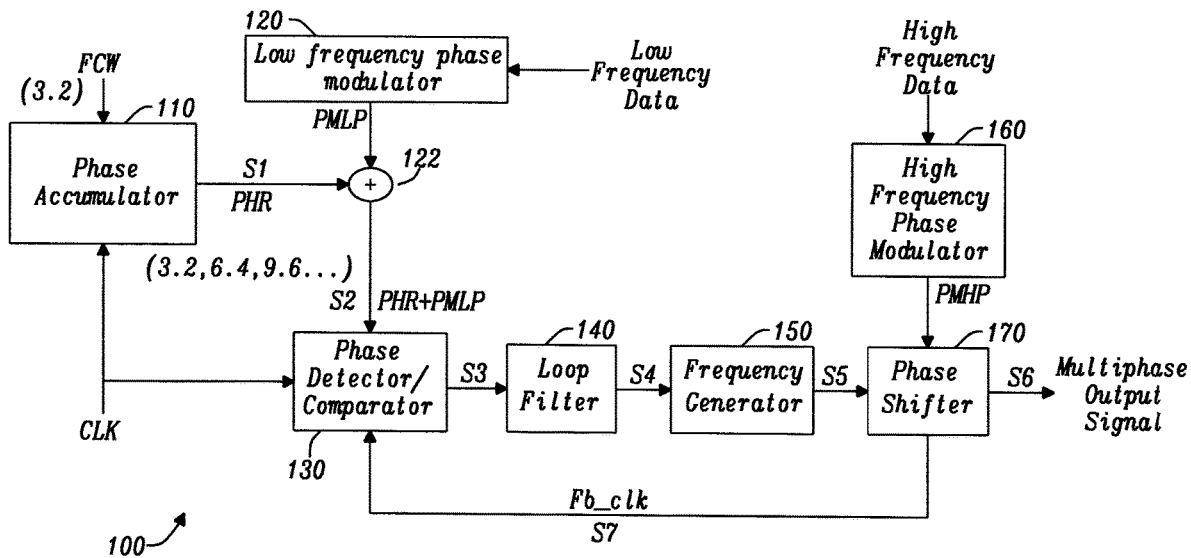 120
Low frequency phase
modulator
Low
Frequency
Data
High
Frequency
Data
FCW
(3.2)
110
Phase
Accumulator
PMLP
122
+
S1
PHR
160
High
Frequency
Phase
Modulator
(3.2,6.4,9.6...)
S2
PHR+PMLP
PMHP
Phase
Detector/
Comparator
130
S3
140
Loop
Filter
S4
150
Frequency
Generator
S5
170
Phase
Shifter
S6
Multiphase
Output
Signal
CLK
Fb_clk
S7
100